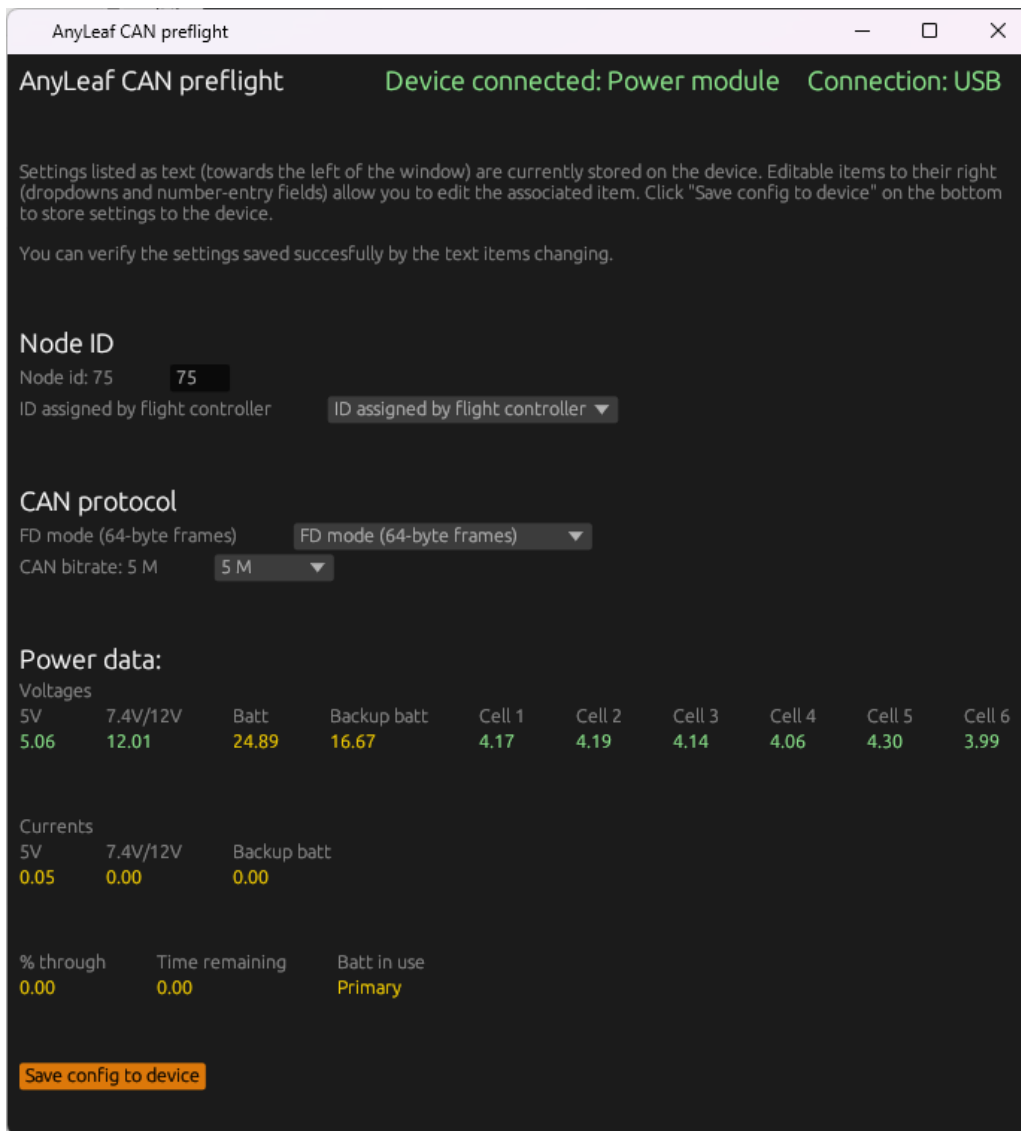 AnyLeaf CAN preflight
AnyLeaf CAN preflight Device connected: Power module Connection: USB
Settings listed as text (towards the left of the window) are currently stored on the device. Editable items to their right
(dropdowns and number-entry fields) allow you to edit the associated item. Click "Save config to device" on the bottom
to store settings to the device.
You can verify the settings saved succesfully by the text items changing.
Node ID
Node id: 75 75
ID assigned by flight controller ID assigned by flight controller
CAN protocol
FD mode (64-byte frames) FD mode (64-byte frames)
CAN bitrate: 5 M 5 M
Power data:
Voltages
5V 7.4V/12V Batt Backup batt Cell 1 Cell 2 Cell 3 Cell 4 Cell 5 Cell 6
5.06 12.01 24.89 16.67 4.17 4.19 4.14 4.06 4.30 3.99
Currents
5V 7.4V/12V Backup batt
0.05 0.00 0.00
% through Time remaining Batt in use
0.00 0.00 Primary
Save config to device